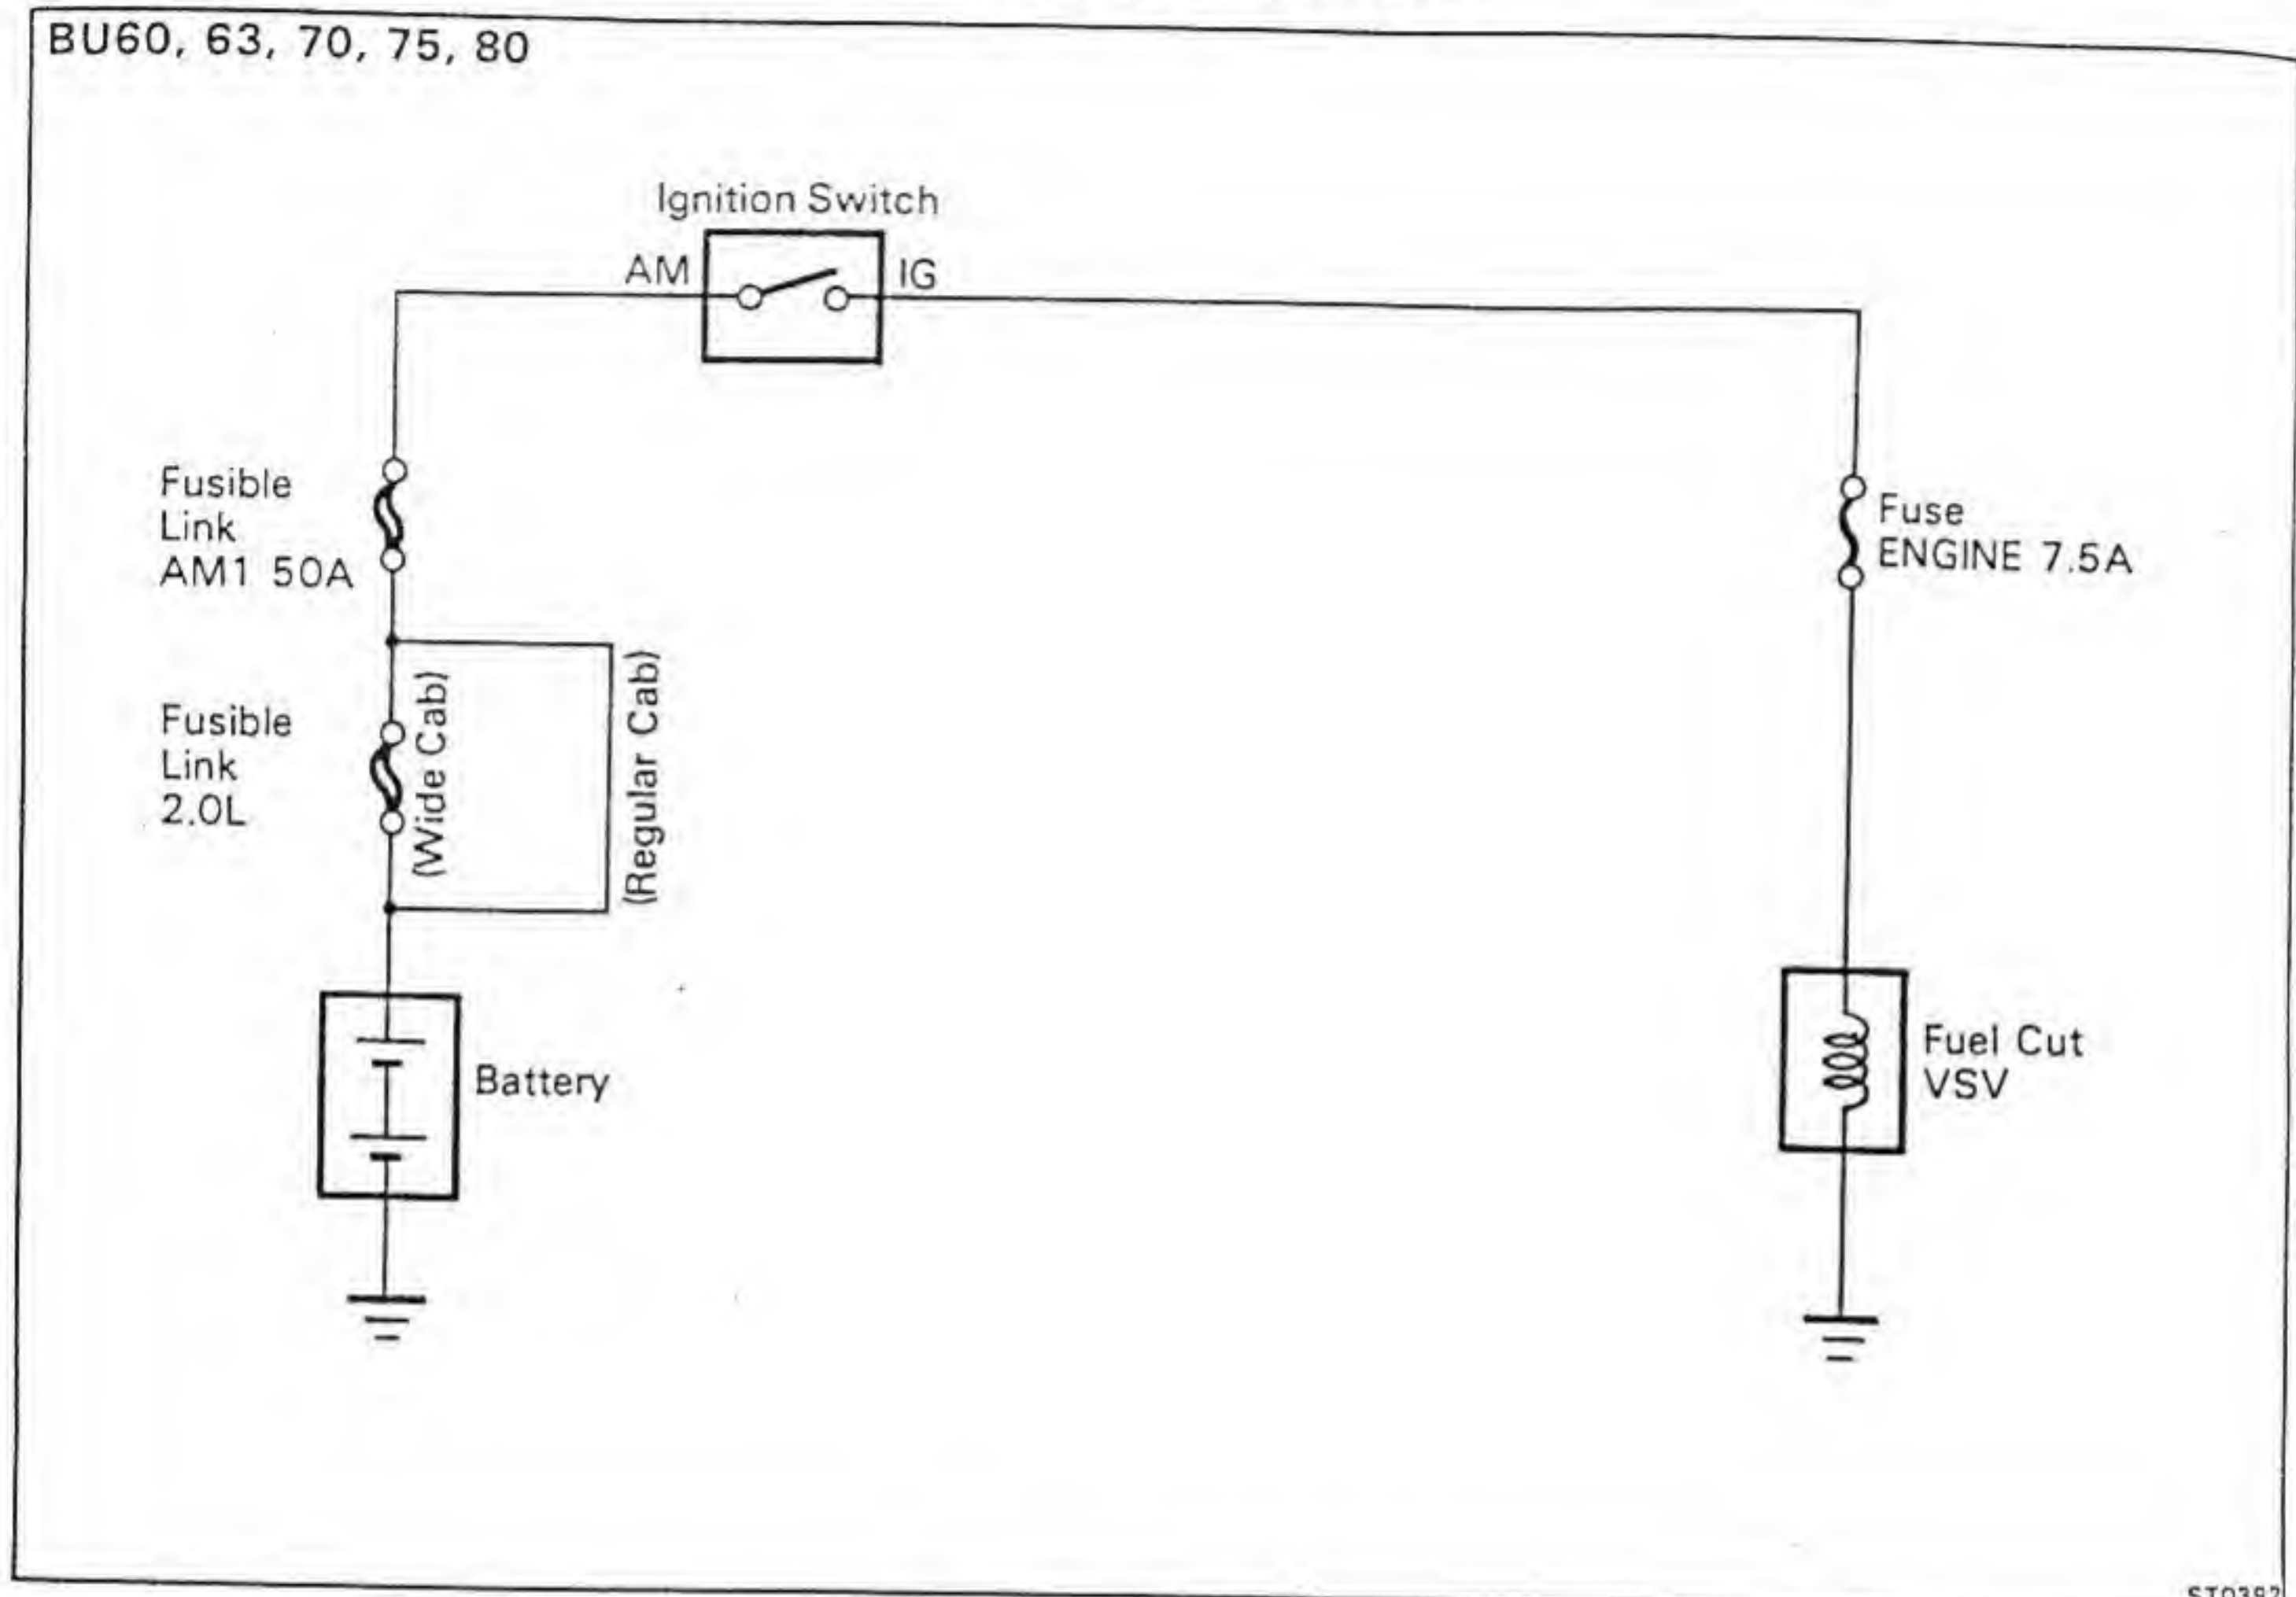 BU60, 63, 70, 75, 80
Ignition Switch
AM
IG
Fusible
Link
AM1 50A
Fuse
ENGINE 7.5A
(Wide Cab)
(Regular Cab)
Fusible
Link
2.0L
Battery
Fuel Cut
VSV